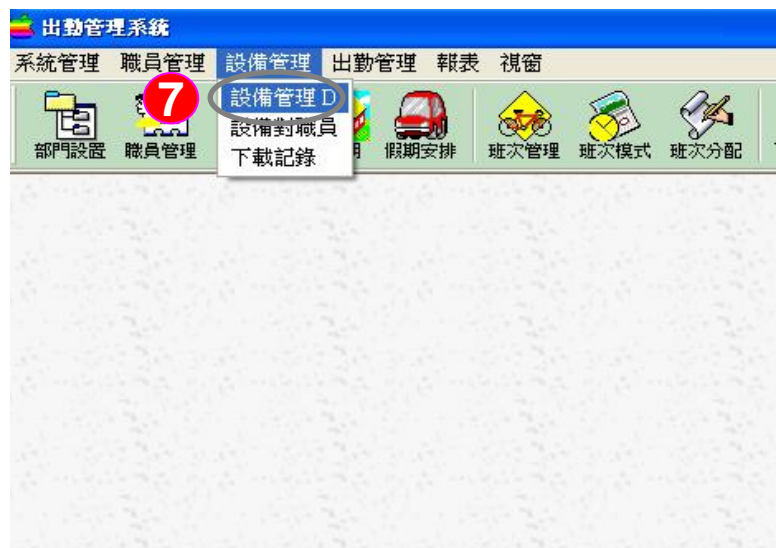 出勤管理系統
系統管理 職員管理 設備管理 出勤管理 報表 視窗
7
設備管理 D
設備對職員
下載記錄
部門設置 職員管理 期 假期安排 班次管理 班次模式 班次分配